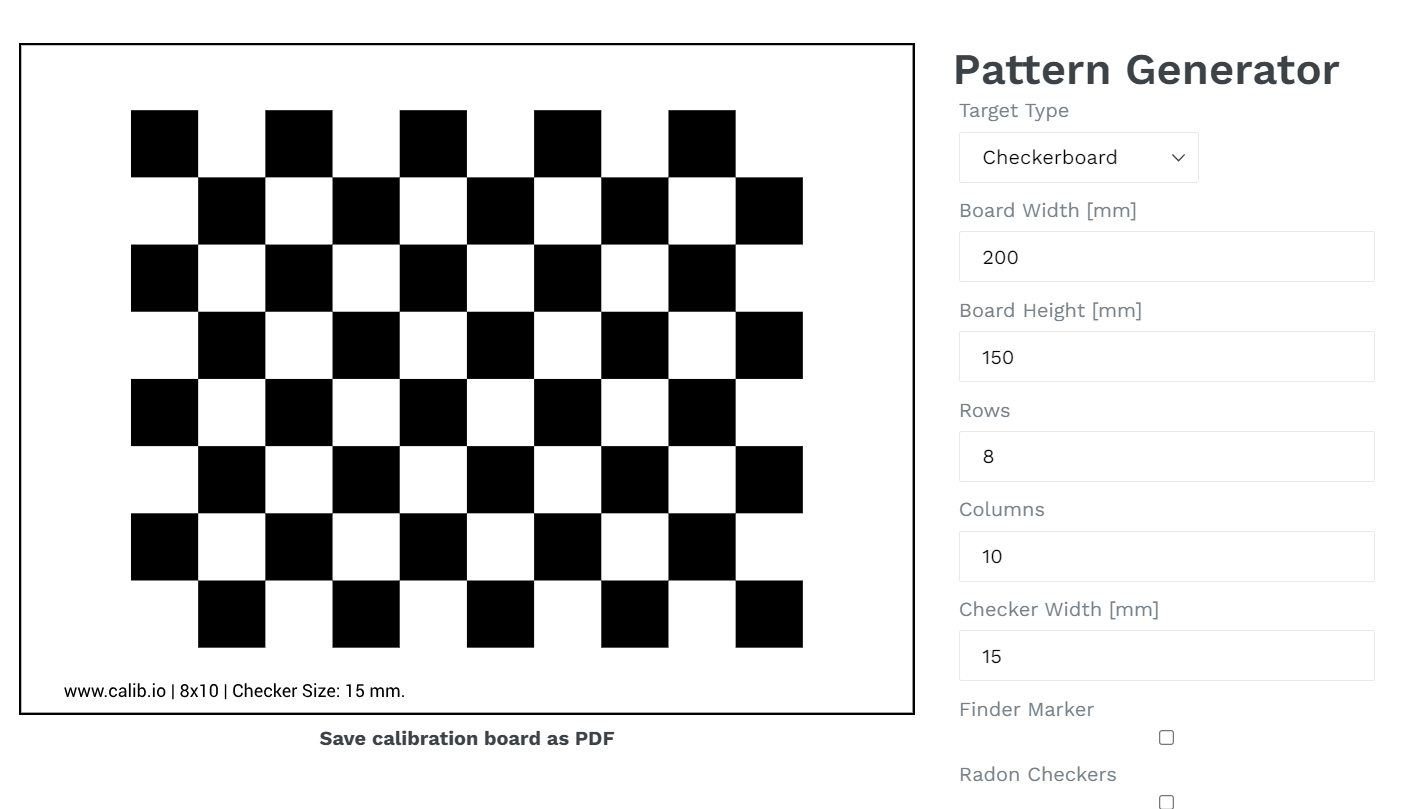 Pattern Generator
Target Type
Checkerboard
Board Width [mm]
200
Board Height [mm]
150
Rows
8
Columns
10
Checker Width [mm]
15
Finder Marker
Radon Checkers
www.calib.io | 8x10 | Checker Size: 15 mm.
Save calibration board as PDF